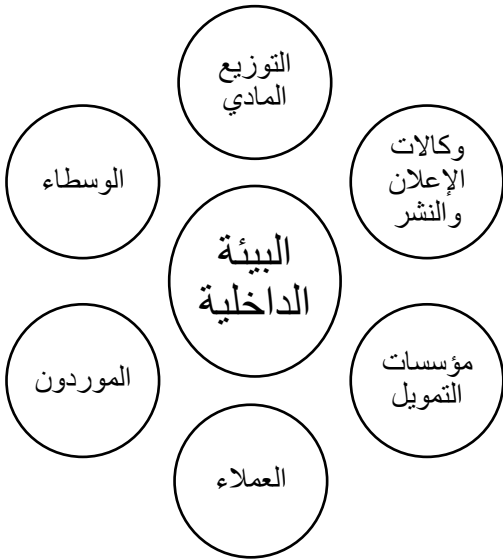 التوزيع
المادي
وكالات
الإعلان
والنشر
الوسطاء
البيئة
الداخلية
مؤسسات
التمويل
الموردون
العملاء